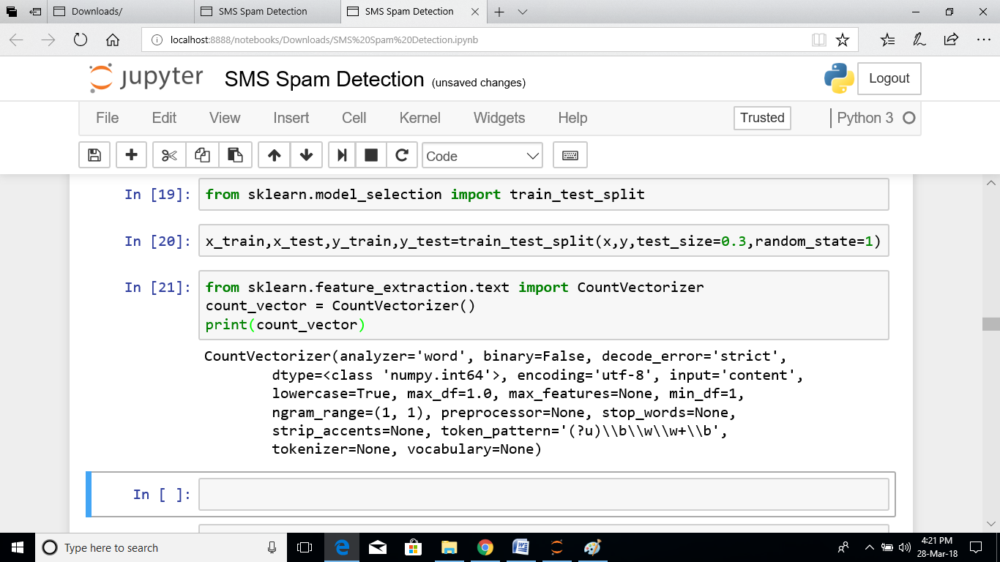 Downloads/
SMS Spam Detection
SMS Spam Detection
localhost:8888/notebooks/Downloads/SMS%20Spam%20Detection.ipynb
jupyter SMS Spam Detection (unsaved changes)
Logout
File Edit View Insert Cell Kernel Widgets Help
Trusted
Python 3
Code
In [19]: from sklearn.model_selection import train_test_split
In [20]: x_train,x_test,y_train,y_test=train_test_split(x,y,test_size=0.3,random_state=1)
In [21]: from sklearn.feature_extraction.text import CountVectorizer
count_vector = CountVectorizer()
print(count_vector)
CountVectorizer(analyzer='word', binary=False, decode_error='strict',
dtype=<class 'numpy.int64'>, encoding='utf-8', input='content',
lowercase=True, max_df=1.0, max_features=None, min_df=1,
ngram_range=(1, 1), preprocessor=None, stop_words=None,
strip_accents=None, token_pattern='(?u)\\b\\w\\w+\\b',
tokenizer=None, vocabulary=None)
In [ ]:
Type here to search
4:21 PM
28-Mar-18